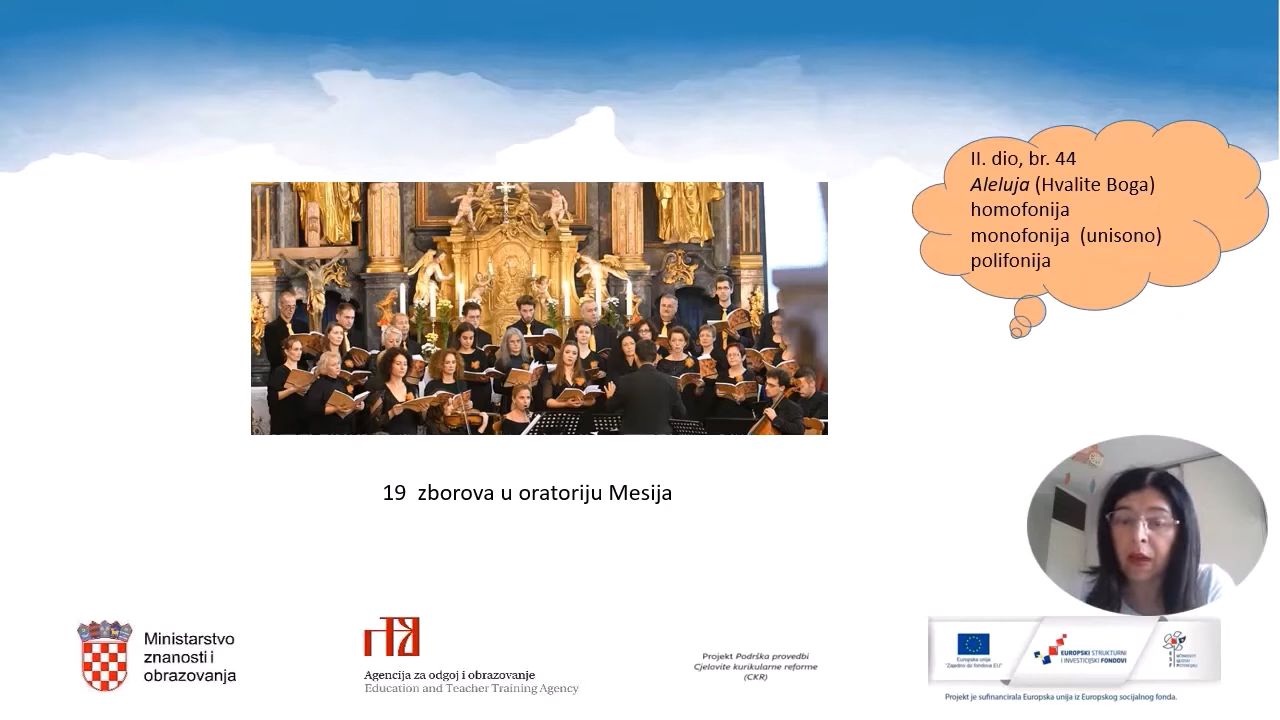 II. dio, br. 44
Aleluja (Hvalite Boga)
homofonija
monofonija (unisono)
polifonija
19 zborova u oratoriju Mesija
Ministarstvo
znanosti i
obrazovanja
Agencija za odgoj i obrazovanje
Education and Teacher Training Agency
Projekt Podrška provedbi
Cjelovite kurikularne reforme
(CKR)
Europska unija
"Zajedno do fondova EU"
EUROPSKI STRUKTURNI
I INVESTICIJSKI FONDOVI
Projekt je sufinancirala Europska unija iz Europskog socijalnog fonda.